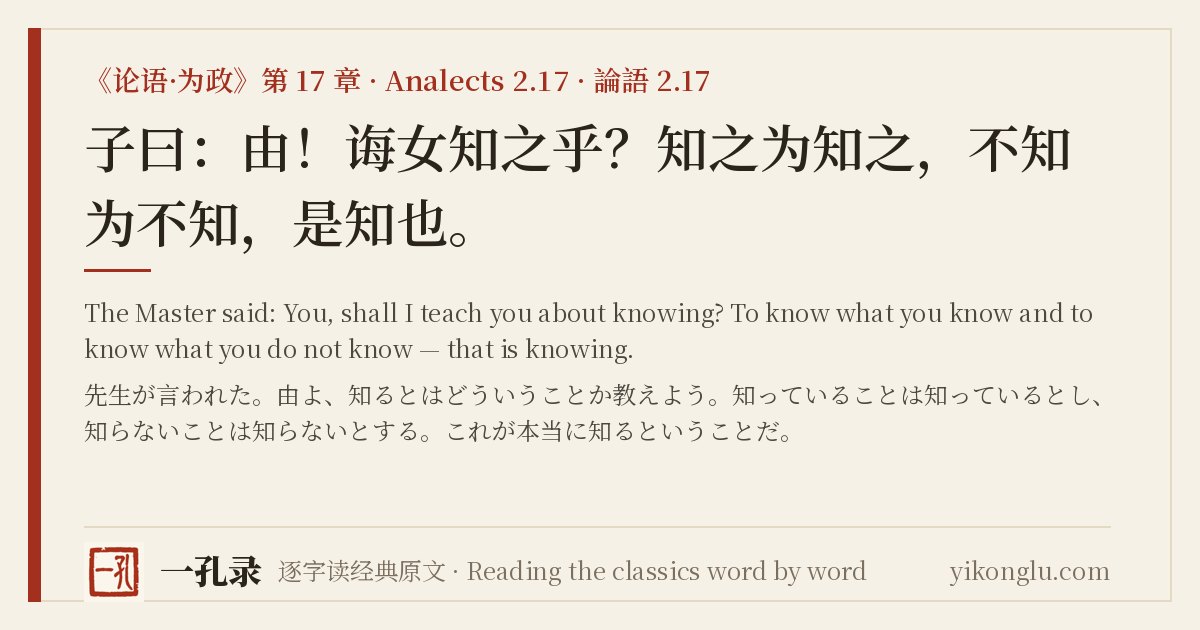 《论语·为政》第 17 章 · Analects 2.17 · 論語 2.17
子曰：由！诲女知之乎？知之为知之，不知
为不知，是知也。
The Master said: You, shall I teach you about knowing? To know what you know and to
know what you do not know — that is knowing.
先生が言われた。由よ、知るとはどういうことか教えよう。知っていることは知っているとし、
知らないことは知らないとする。これが本当に知るということだ。
一孔 一孔录 逐字读经典原文 · Reading the classics word by word yikonglu.com